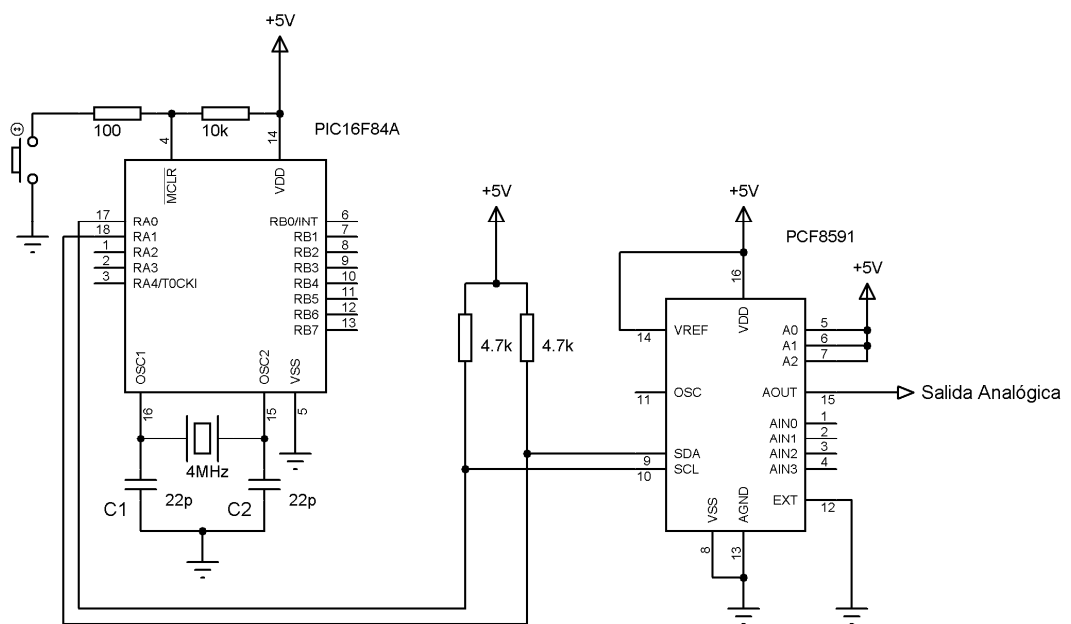 +5V
100
10k
4
14
PIC16F84A
MCLR
VDD
17
RA0
RB0/INT
6
18
RA1
RB1
7
1
RA2
RB2
8
2
RA3
RB3
9
3
RA4/T0CKI
RB4
10
RB5
11
RB6
12
RB7
13
OSC1
OSC2
VSS
16
15
5
4MHz
C1
22p
C2
22p
+5V
4.7k
4.7k
+5V
PCF8591
+5V
16
VDD
14
VREF
A0
5
A1
6
A2
7
11
OSC
AOUT
15
Salida Analógica
AIN0
1
AIN1
2
AIN2
3
AIN3
4
9
SDA
10
SCL
EXT
12
VSS
AGND
8
13